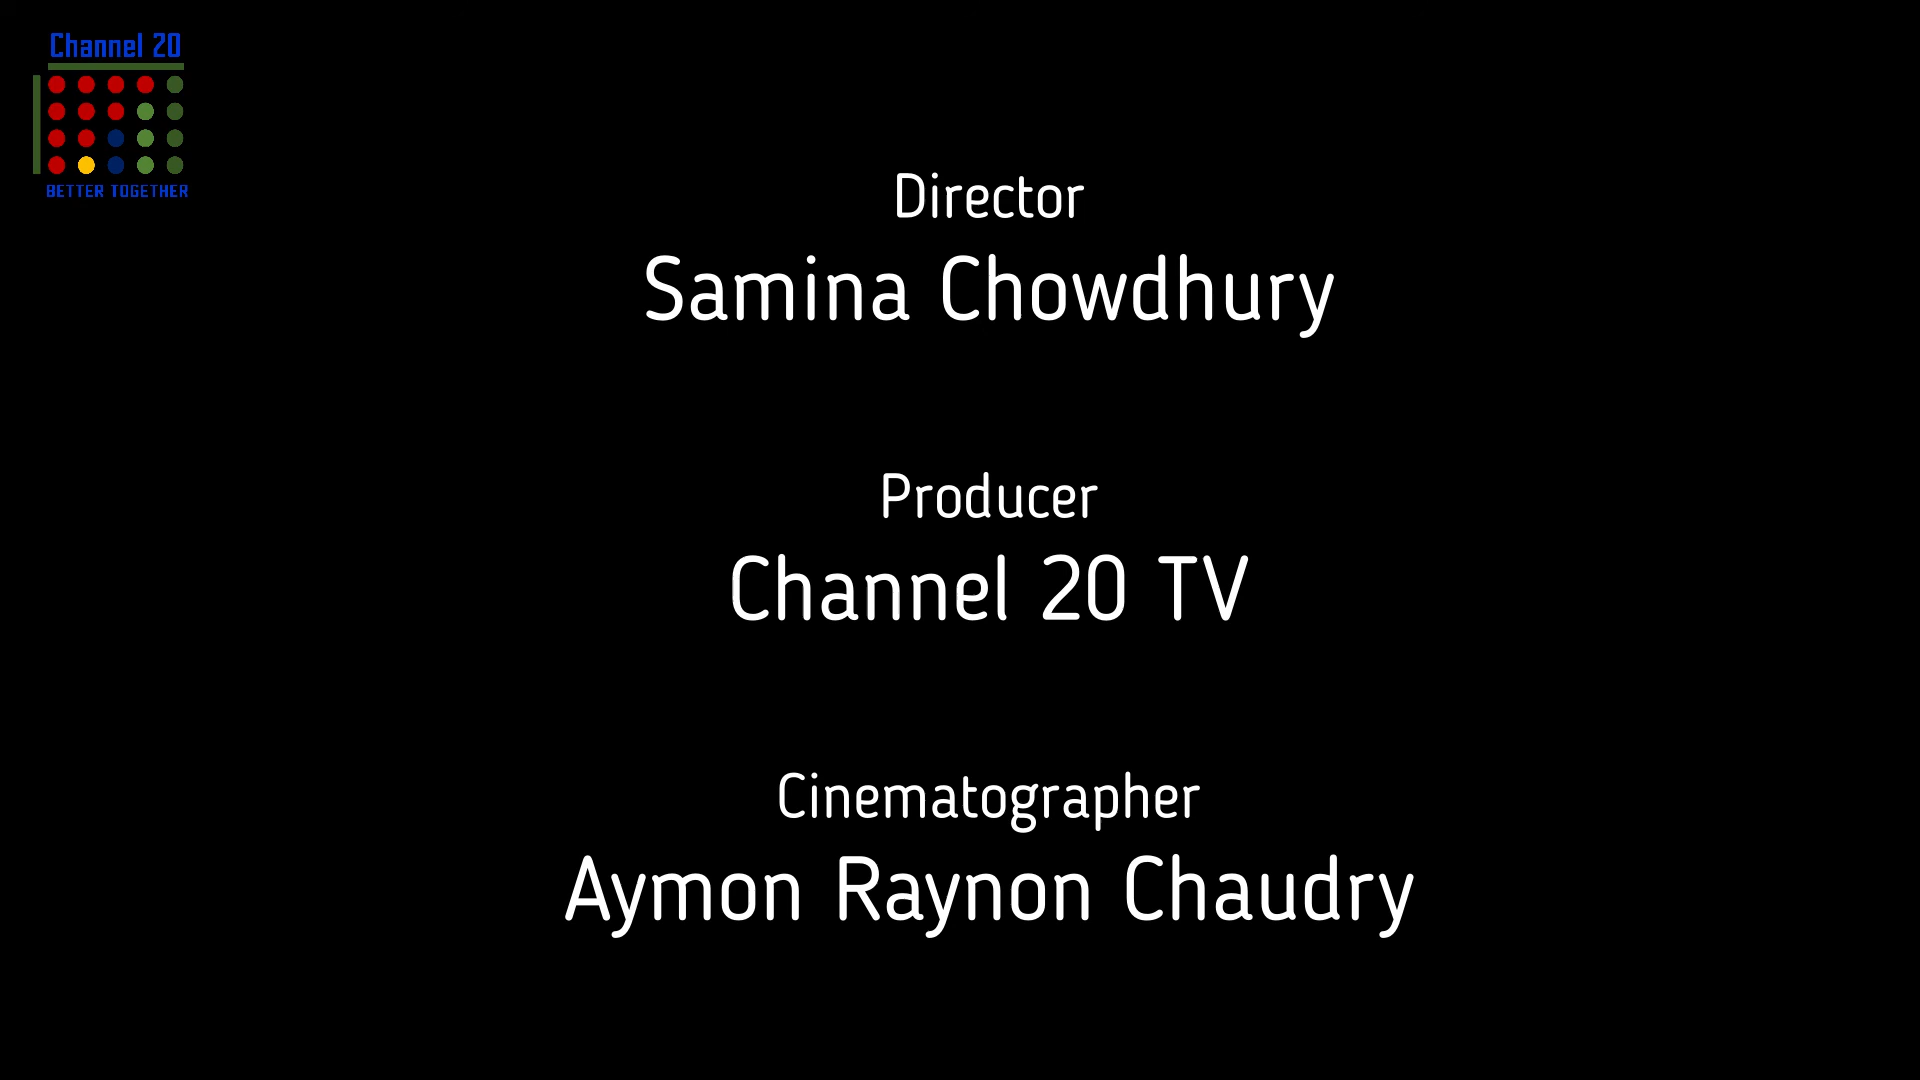 Channel 20
BETTER TOGETHER
Director
Samina Chowdhury
Producer
Channel 20 TV
Cinematographer
Aymon Raynon Chaudry